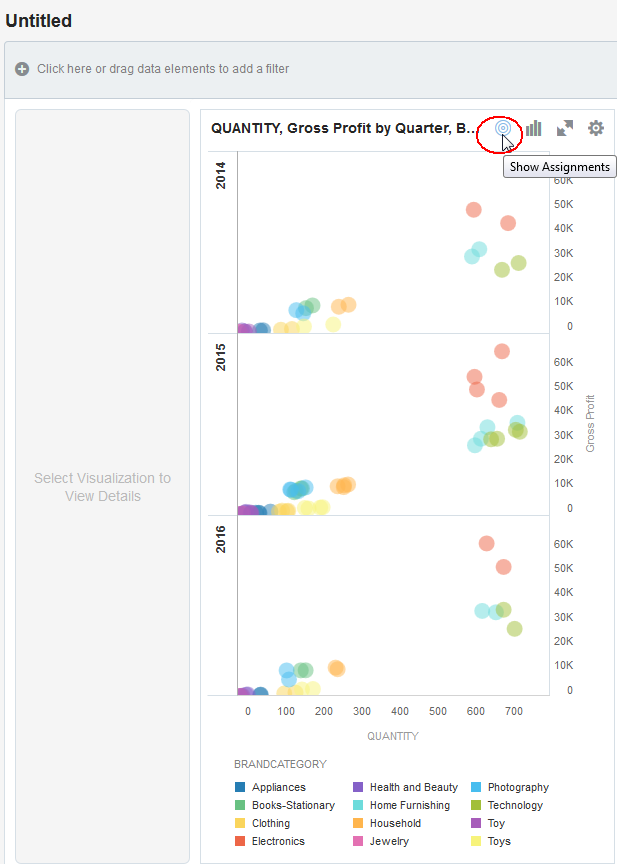 Untitled
Click here or drag data elements to add a filter
QUANTITY, Gross Profit by Quarter, B...
Show Assignments
Select Visualization to
View Details
2014
60K
50K
40K
30K
20K
10K
0
2015
60K
50K
40K
30K
20K
10K
0
Gross Profit
2016
60K
50K
40K
30K
20K
10K
0
0 100 200 300 400 500 600 700
QUANTITY
BRANDCATEGORY
Appliances Health and Beauty Photography
Books-Stationary Home Furnishing Technology
Clothing Household Toy
Electronics Jewelry Toys